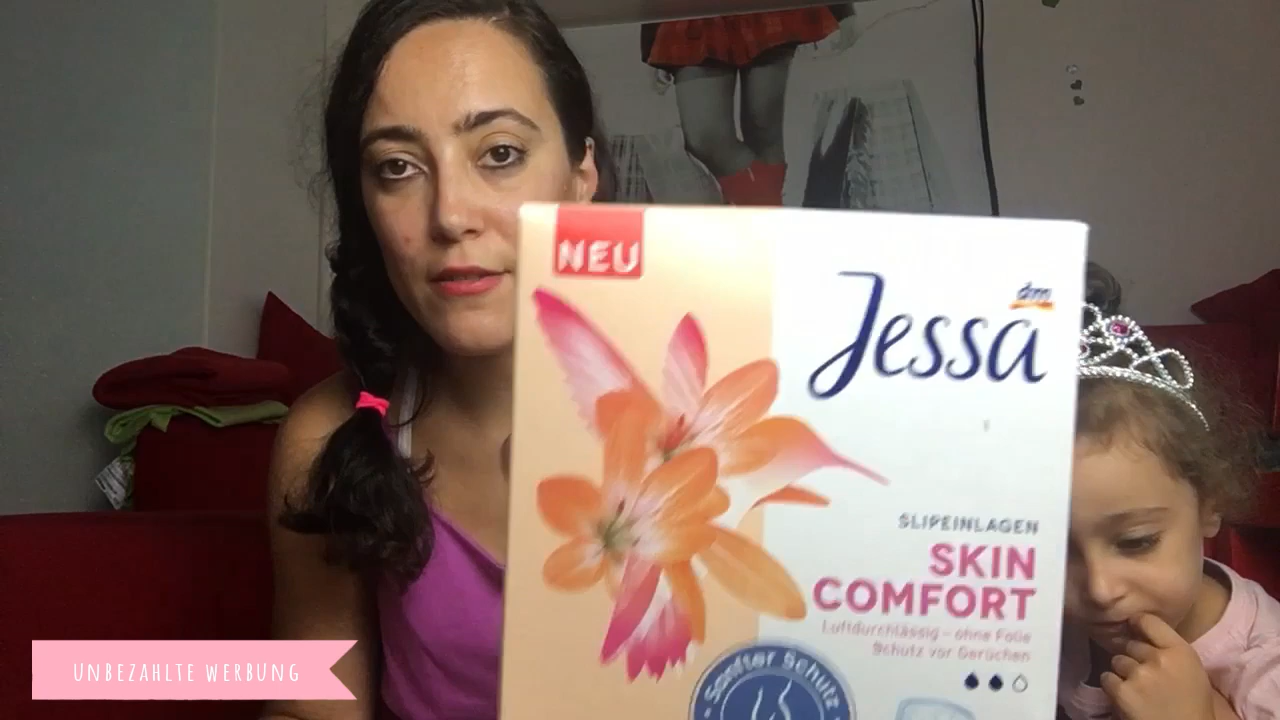 NEU
dm
Jessa
SLIPEINLAGEN
SKIN
COMFORT
Luftdurchlässig – ohne Folie
Schutz vor Gerüchen
Sanfter Schutz
UNBEZAHLTE WERBUNG